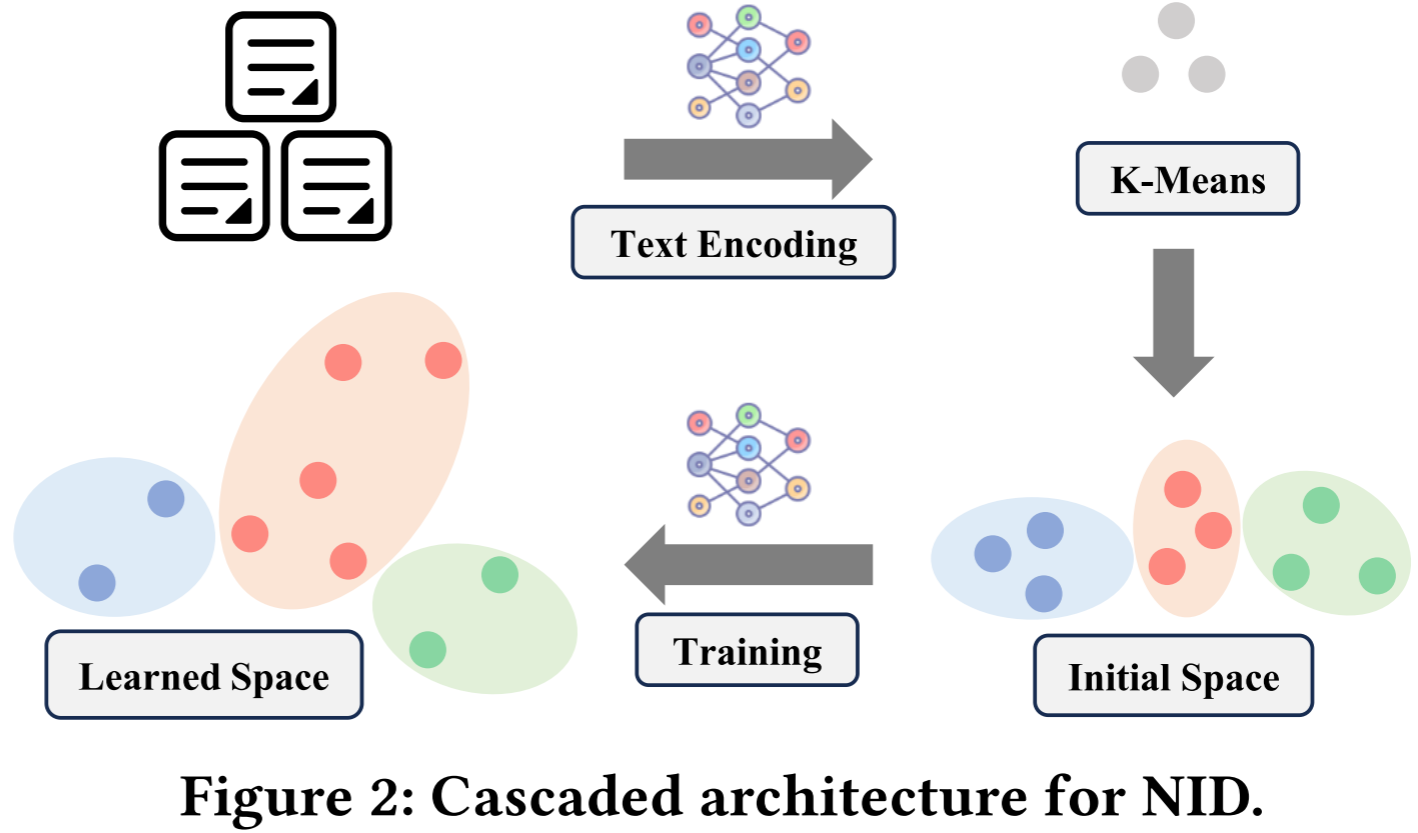 Text Encoding
K-Means
Initial Space
Training
Learned Space
Figure 2: Cascaded architecture for NID.